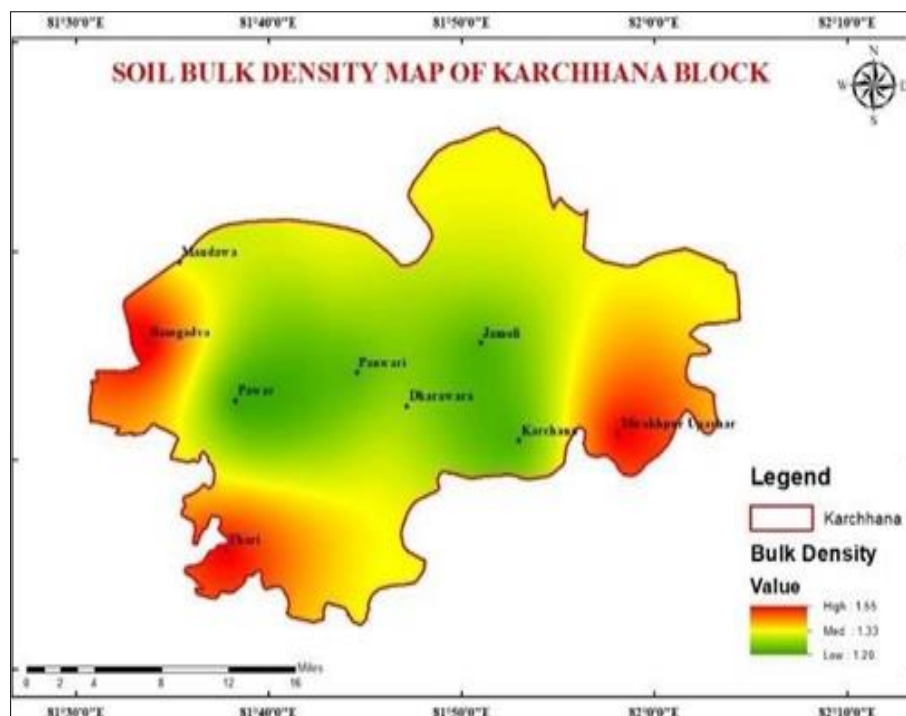 81°30'0"E 81°40'0"E 81°50'0"E 82°0'0"E 82°10'0"E
SOIL BULK DENSITY MAP OF KARCHHANA BLOCK
N
W E
S
Mandawa
Jamoli
Panwari
Pawar
Dharawara
Karchana
Legend
Karchhana
Bulk Density
Value
High : 1.55
Med : 1.33
Low : 1.20
Miles
0 2 4 8 12 16
81°30'0"E 81°40'0"E 81°50'0"E 82°0'0"E 82°10'0"E